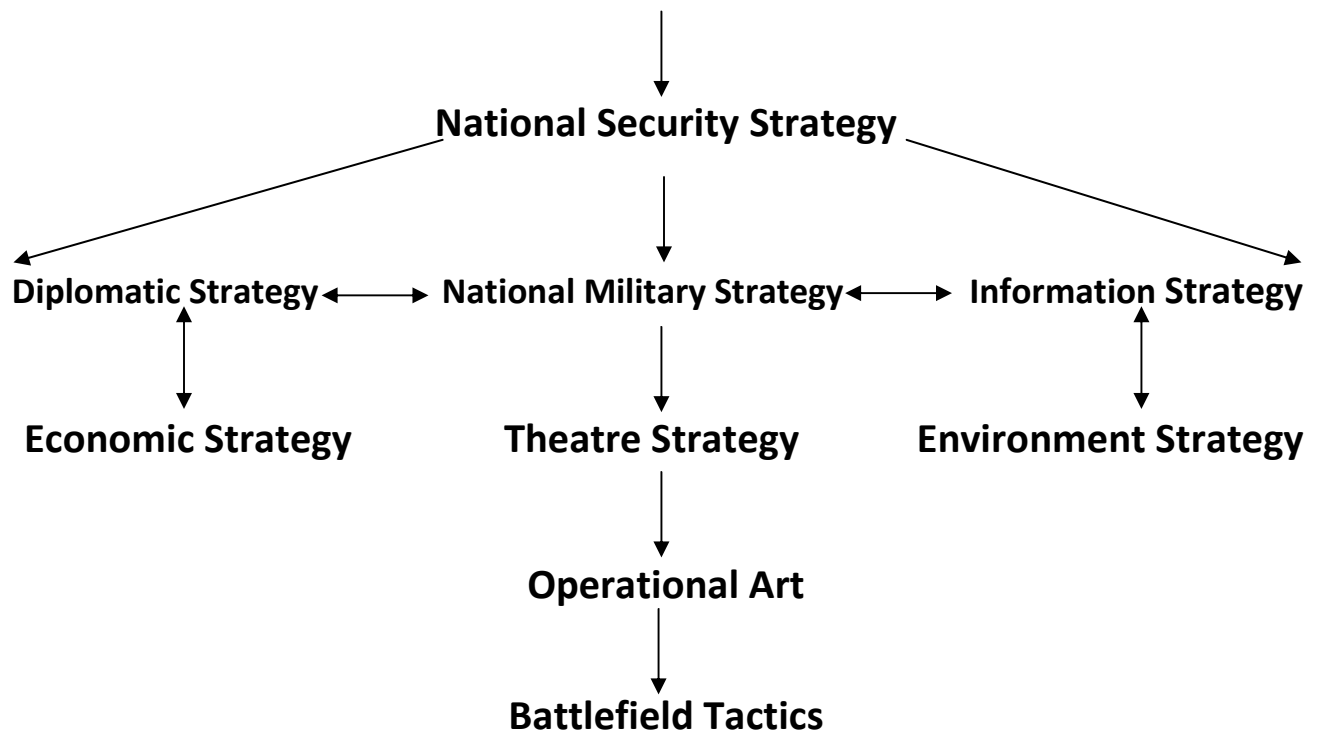 National Security Strategy
Diplomatic Strategy National Military Strategy Information Strategy
Economic Strategy Theatre Strategy Environment Strategy
Operational Art
Battlefield Tactics